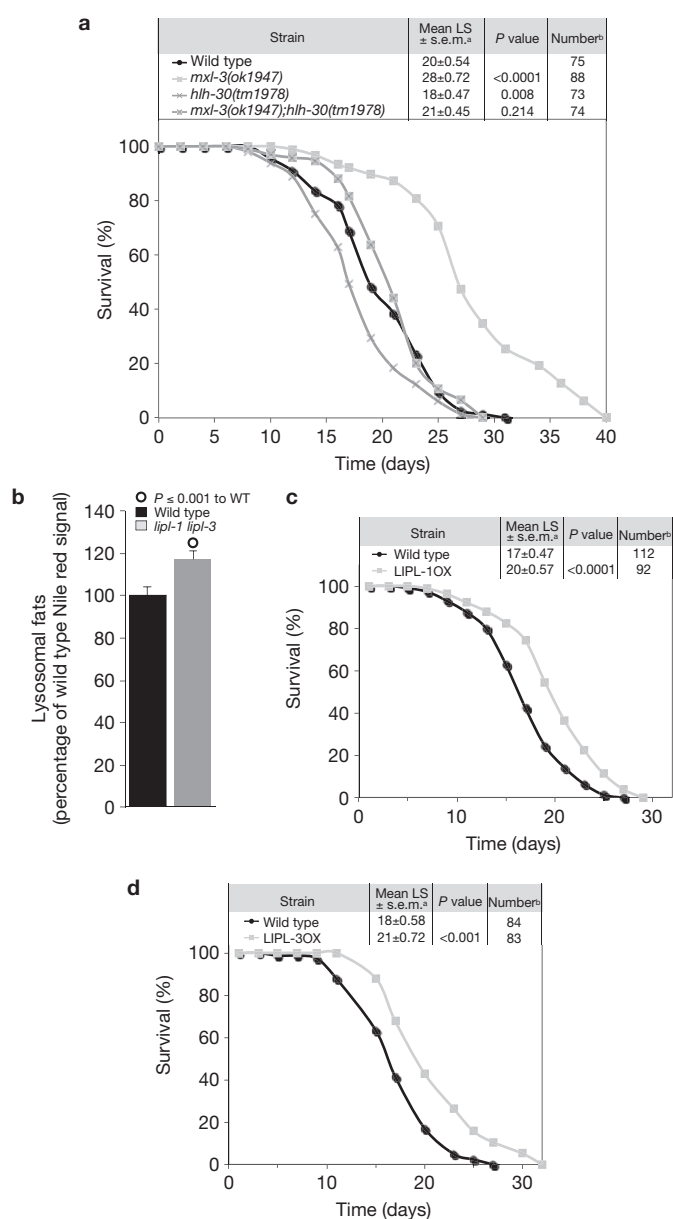 a
Strain Mean LS ± s.e.m.ᵃ P value Numberᵇ
Wild type 20±0.54 75
mxl-3(ok1947) 28±0.72 <0.0001 88
hlh-30(tm1978) 18±0.47 0.008 73
mxl-3(ok1947);hlh-30(tm1978) 21±0.45 0.214 74
100
80
60
40
20
0
Survival (%)
0 5 10 15 20 25 30 35 40
Time (days)
b
P ≤ 0.001 to WT
Wild type
lipl-1 lipl-3
140
120
100
80
60
40
20
0
Lysosomal fats
(percentage of wild type Nile red signal)
c
Strain Mean LS ± s.e.m.ᵃ P value Numberᵇ
Wild type 17±0.47 112
LIPL-1OX 20±0.57 <0.0001 92
100
80
60
40
20
0
Survival (%)
0 10 20 30
Time (days)
d
Strain Mean LS ± s.e.m.ᵃ P value Numberᵇ
Wild type 18±0.58 84
LIPL-3OX 21±0.72 <0.001 83
100
80
60
40
20
0
Survival (%)
0 10 20 30
Time (days)